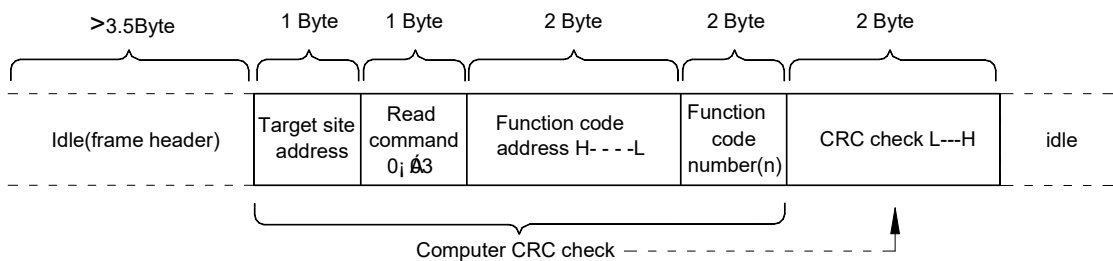 >3.5Byte
1 Byte
1 Byte
2 Byte
2 Byte
2 Byte
Idle(frame header)
Target site
address
Read
command
Function code
address H- - - -L
Function
code
number(n)
CRC check L---H
idle
Computer CRC check